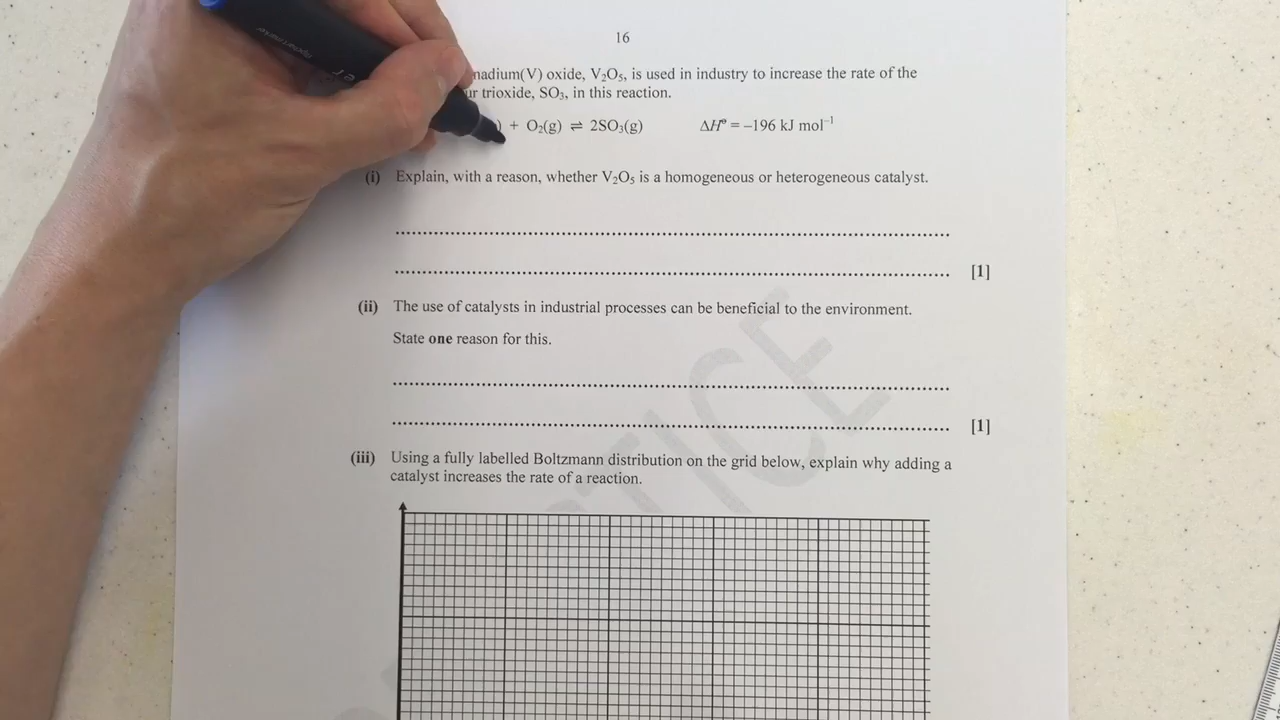 16
nadium(V) oxide, V₂O₅, is used in industry to increase the rate of the
ur trioxide, SO₃, in this reaction.
) + O₂(g) ⇌ 2SO₃(g) ΔH° = –196 kJ mol⁻¹
(i) Explain, with a reason, whether V₂O₅ is a homogeneous or heterogeneous catalyst.
[1]
(ii) The use of catalysts in industrial processes can be beneficial to the environment.
State one reason for this.
[1]
(iii) Using a fully labelled Boltzmann distribution on the grid below, explain why adding a
catalyst increases the rate of a reaction.